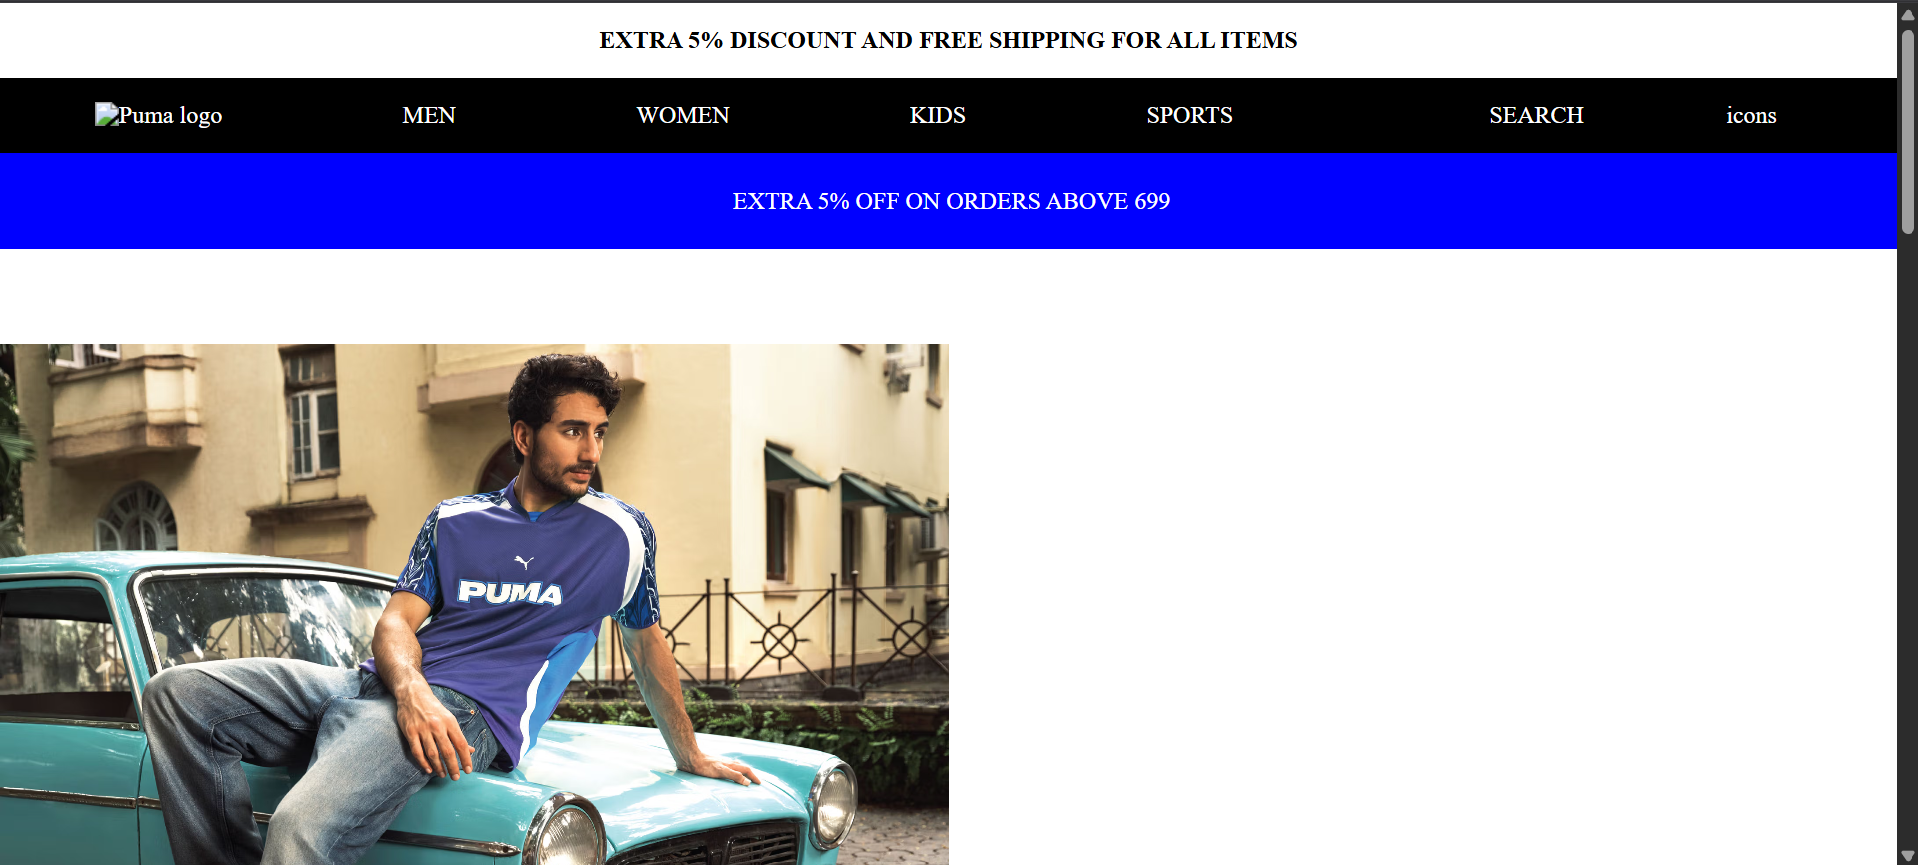 EXTRA 5% DISCOUNT AND FREE SHIPPING FOR ALL ITEMS
Puma logo MEN WOMEN KIDS SPORTS SEARCH icons
EXTRA 5% OFF ON ORDERS ABOVE 699
PUMA